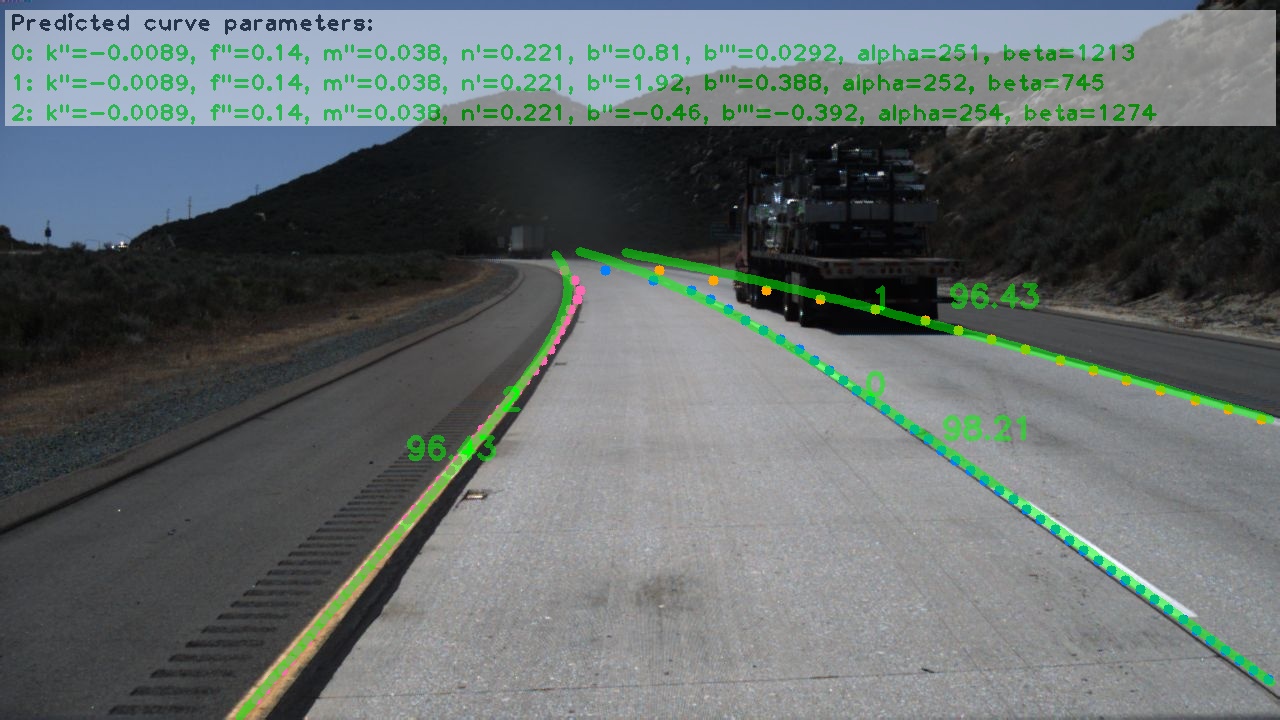 Predicted curve parameters:
0: k''=-0.0089, f''=0.14, m''=0.038, n'=0.221, b''=0.81, b'''=0.0292, alpha=251, beta=1213
1: k''=-0.0089, f''=0.14, m''=0.038, n'=0.221, b''=1.92, b'''=0.388, alpha=252, beta=745
2: k''=-0.0089, f''=0.14, m''=0.038, n'=0.221, b''=-0.46, b'''=-0.392, alpha=254, beta=1274
1 96.43
0
98.21
2
96.43